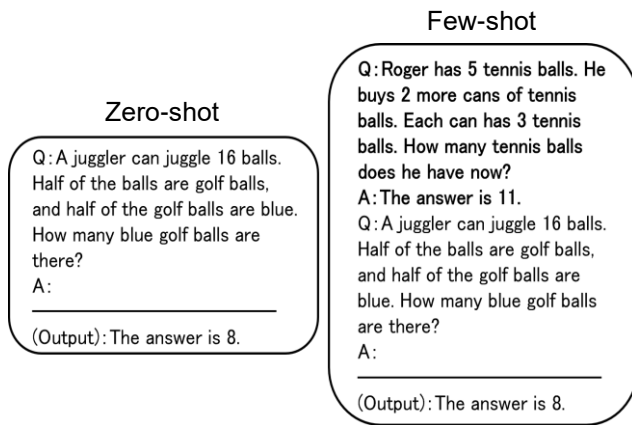 Zero-shot
Q:A juggler can juggle 16 balls.
Half of the balls are golf balls,
and half of the golf balls are blue.
How many blue golf balls are
there?
A:
(Output):The answer is 8.
Few-shot
Q:Roger has 5 tennis balls. He
buys 2 more cans of tennis
balls. Each can has 3 tennis
balls. How many tennis balls
does he have now?
A:The answer is 11.
Q:A juggler can juggle 16 balls.
Half of the balls are golf balls,
and half of the golf balls are
blue. How many blue golf balls
are there?
A:
(Output):The answer is 8.